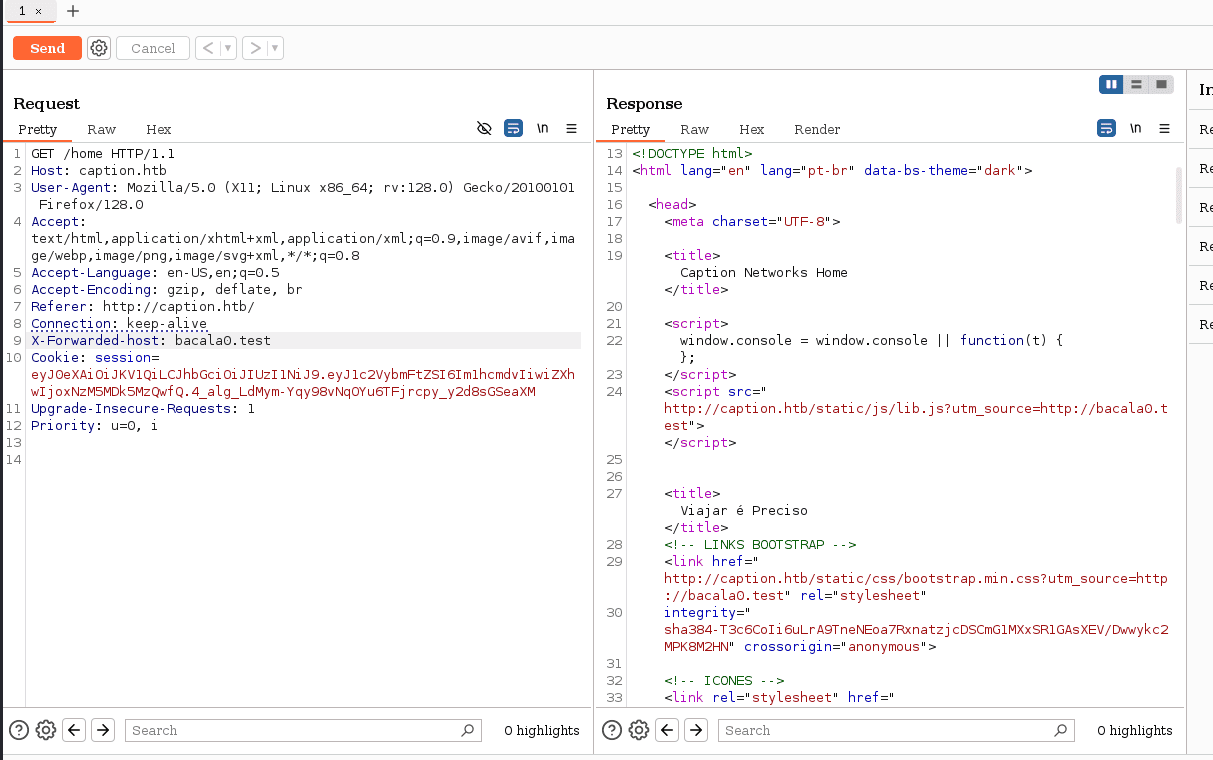 1 ×
+
Send
Cancel
<
>
Request
Pretty Raw Hex
\n
1 GET /home HTTP/1.1
2 Host: caption.htb
3 User-Agent: Mozilla/5.0 (X11; Linux x86_64; rv:128.0) Gecko/20100101
Firefox/128.0
4 Accept:
text/html,application/xhtml+xml,application/xml;q=0.9,image/avif,ima
ge/webp,image/png,image/svg+xml,*/*;q=0.8
5 Accept-Language: en-US,en;q=0.5
6 Accept-Encoding: gzip, deflate, br
7 Referer: http://caption.htb/
8 Connection: keep-alive
9 X-Forwarded-host: bacala0.test
10 Cookie: session=
eyJ0eXAiOiJKV1QiLCJhbGciOiJIUzI1NiJ9.eyJ1c2VybmFtZSI6Im1hcmdvIiwiZXh
wIjoxNzM5MDk5MzQwfQ.4_alg_LdMym-Yqy98vNq0Yu6TFjrcpy_y2d8sGSeaXM
11 Upgrade-Insecure-Requests: 1
12 Priority: u=0, i
13
14
Search
0 highlights
Response
Pretty Raw Hex Render
\n
13 <!DOCTYPE html>
14 <html lang="en" lang="pt-br" data-bs-theme="dark">
15
16 <head>
17 <meta charset="UTF-8">
18
19 <title>
Caption Networks Home
</title>
20
21 <script>
22 window.console = window.console || function(t) {
};
23 </script>
24 <script src="
http://caption.htb/static/js/lib.js?utm_source=http://bacala0.t
est">
</script>
25
26
27 <title>
Viajar é Preciso
</title>
28 <!-- LINKS BOOTSTRAP -->
29 <link href="
http://caption.htb/static/css/bootstrap.min.css?utm_source=http
://bacala0.test" rel="stylesheet"
30 integrity="
sha384-T3c6CoIi6uLrA9TneNEoa7RxnatzjcDSCmG1MXxSR1GAsXEV/Dwwykc2
MPK8M2HN" crossorigin="anonymous">
31
32 <!-- ICONES -->
33 <link rel="stylesheet" href="
Search
0 highlights
In
Re
Re
Re
Re
Re
Re